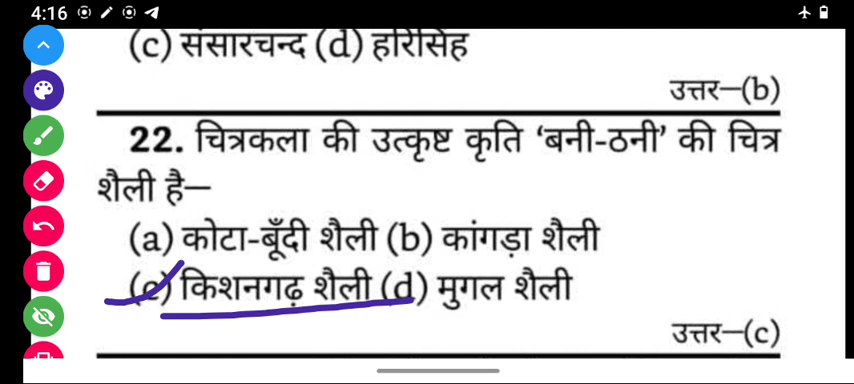 4:16
(c) संसारचन्द (d) हरिसिंह
उत्तर–(b)
22. चित्रकला की उत्कृष्ट कृति ‘बनी-ठनी’ की चित्र
शैली है–
(a) कोटा-बूँदी शैली (b) कांगड़ा शैली
(c) किशनगढ़ शैली (d) मुगल शैली
उत्तर–(c)